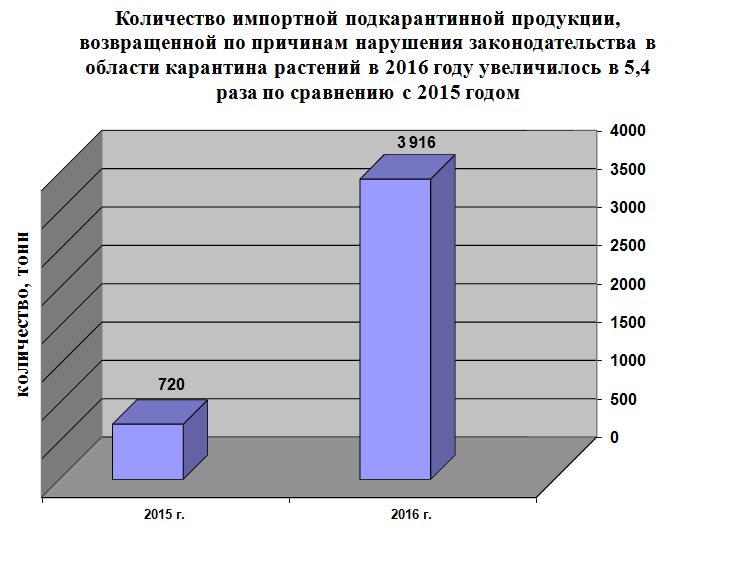 Количество импортной подкарантинной продукции,
возвращенной по причинам нарушения законодательства в
области карантина растений в 2016 году увеличилось в 5,4
раза по сравнению с 2015 годом
количество, тонн
3 916
720
4000
3500
3000
2500
2000
1500
1000
500
0
2015 г.
2016 г.